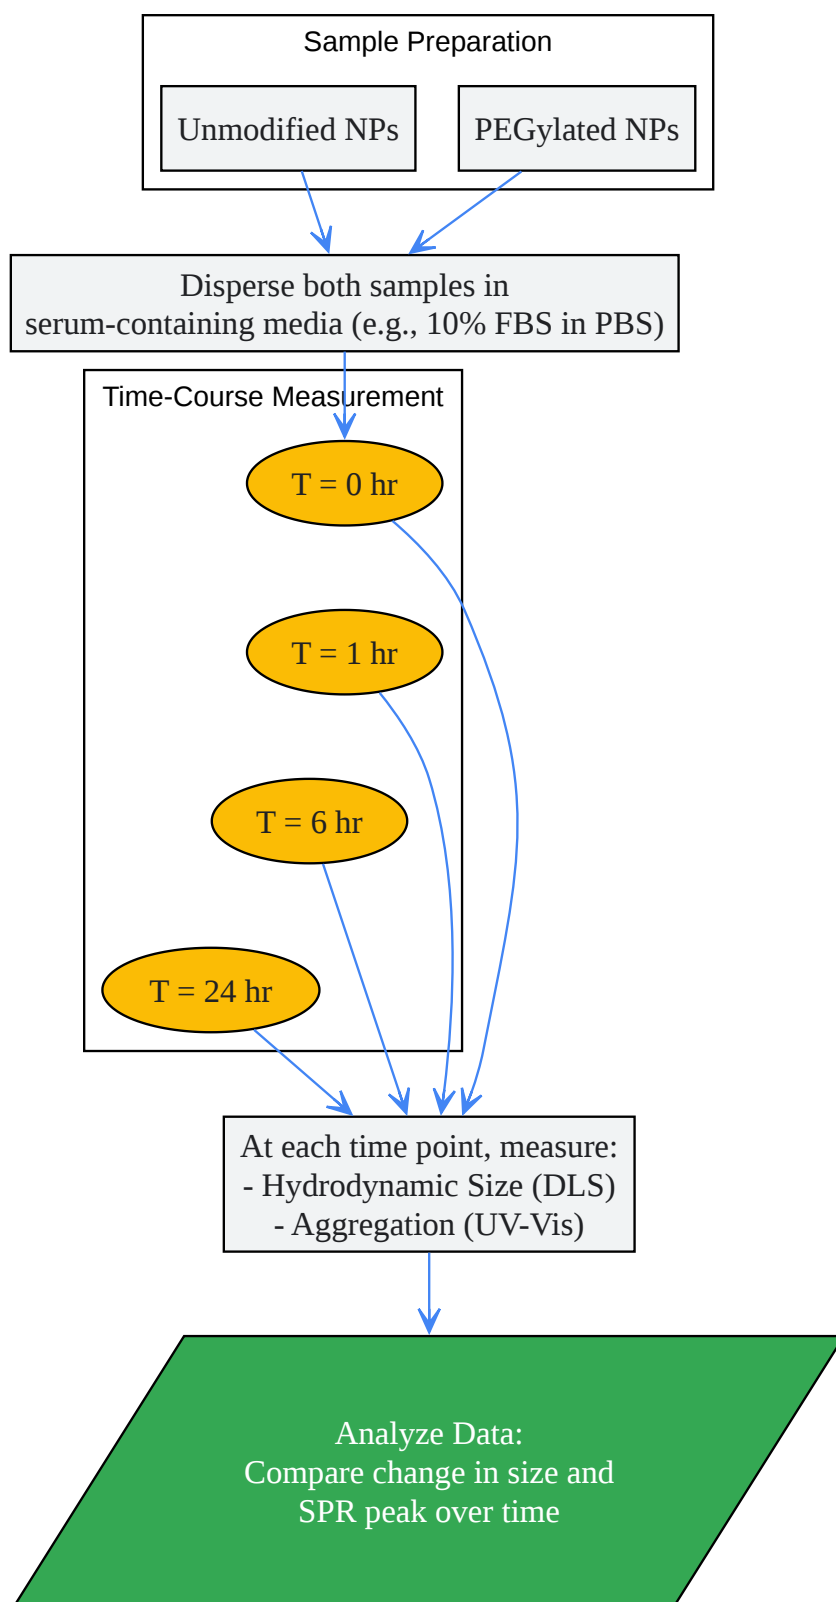 Sample Preparation
Unmodified NPs
PEGylated NPs
Disperse both samples in
serum-containing media (e.g., 10% FBS in PBS)
Time-Course Measurement
T = 0 hr
T = 1 hr
T = 6 hr
T = 24 hr
At each time point, measure:
- Hydrodynamic Size (DLS)
- Aggregation (UV-Vis)
Analyze Data:
Compare change in size and
SPR peak over time